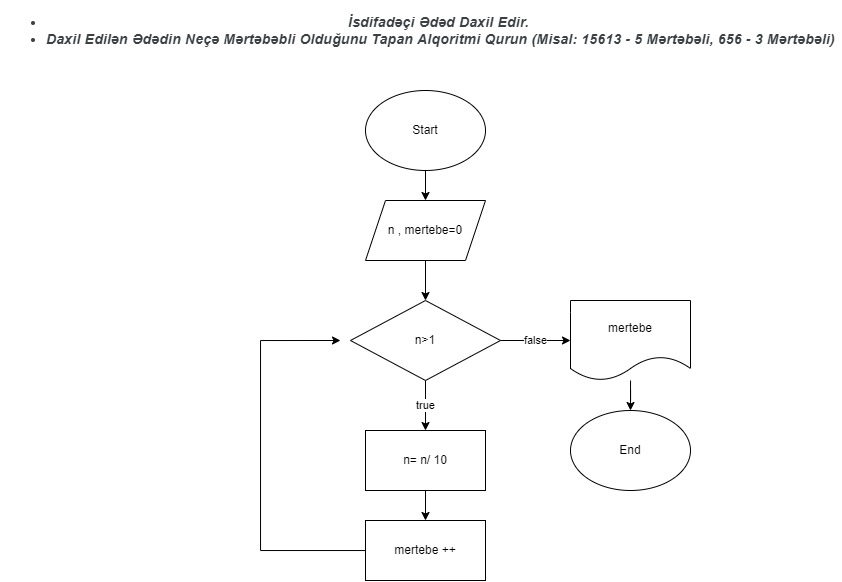 İsdifadəçi Ədəd Daxil Edir.
Daxil Edilən Ədədin Neçə Mərtəbəbli Olduğunu Tapan Alqoritmi Qurun (Misal: 15613 - 5 Mərtəbəli, 656 - 3 Mərtəbəli)
Start
n , mertebe=0
n>1
false
mertebe
true
n= n/ 10
End
mertebe ++